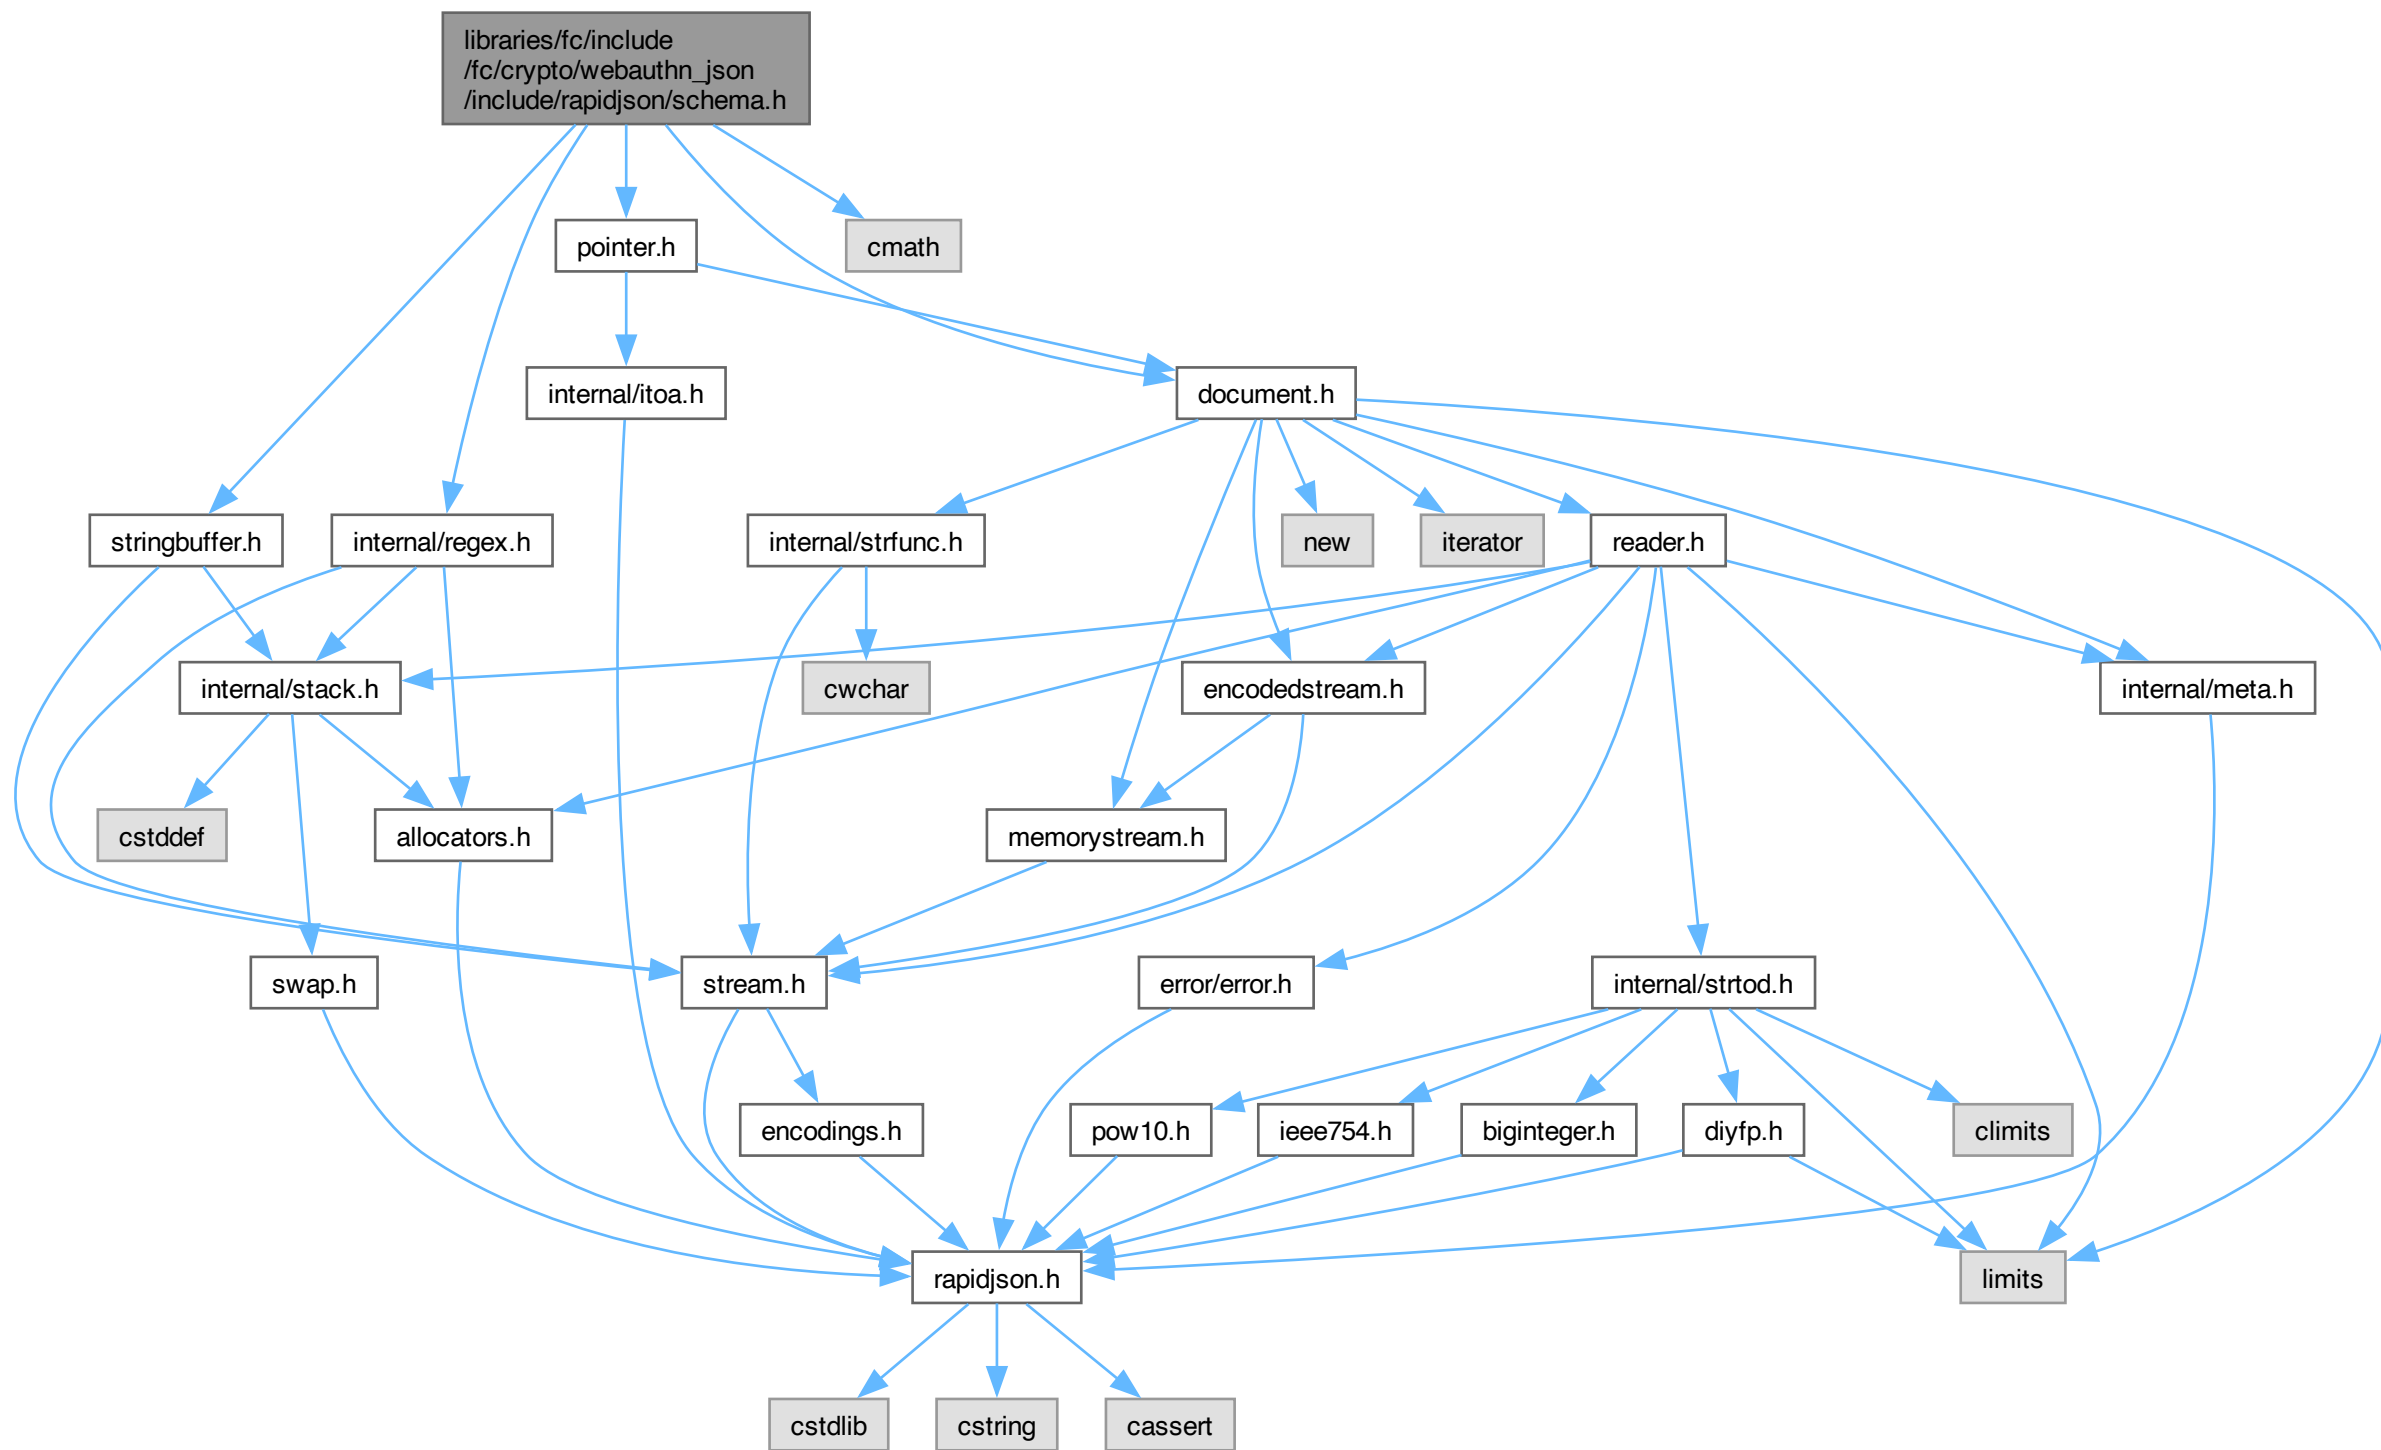 libraries/fc/include
/fc/crypto/webauthn_json
/include/rapidjson/schema.h
pointer.h
cmath
internal/itoa.h
document.h
stringbuffer.h
internal/regex.h
internal/strfunc.h
new
iterator
reader.h
internal/stack.h
cwchar
encodedstream.h
internal/meta.h
cstddef
allocators.h
memorystream.h
swap.h
stream.h
error/error.h
internal/strtod.h
encodings.h
pow10.h
ieee754.h
biginteger.h
diyfp.h
climits
rapidjson.h
limits
cstdlib
cstring
cassert